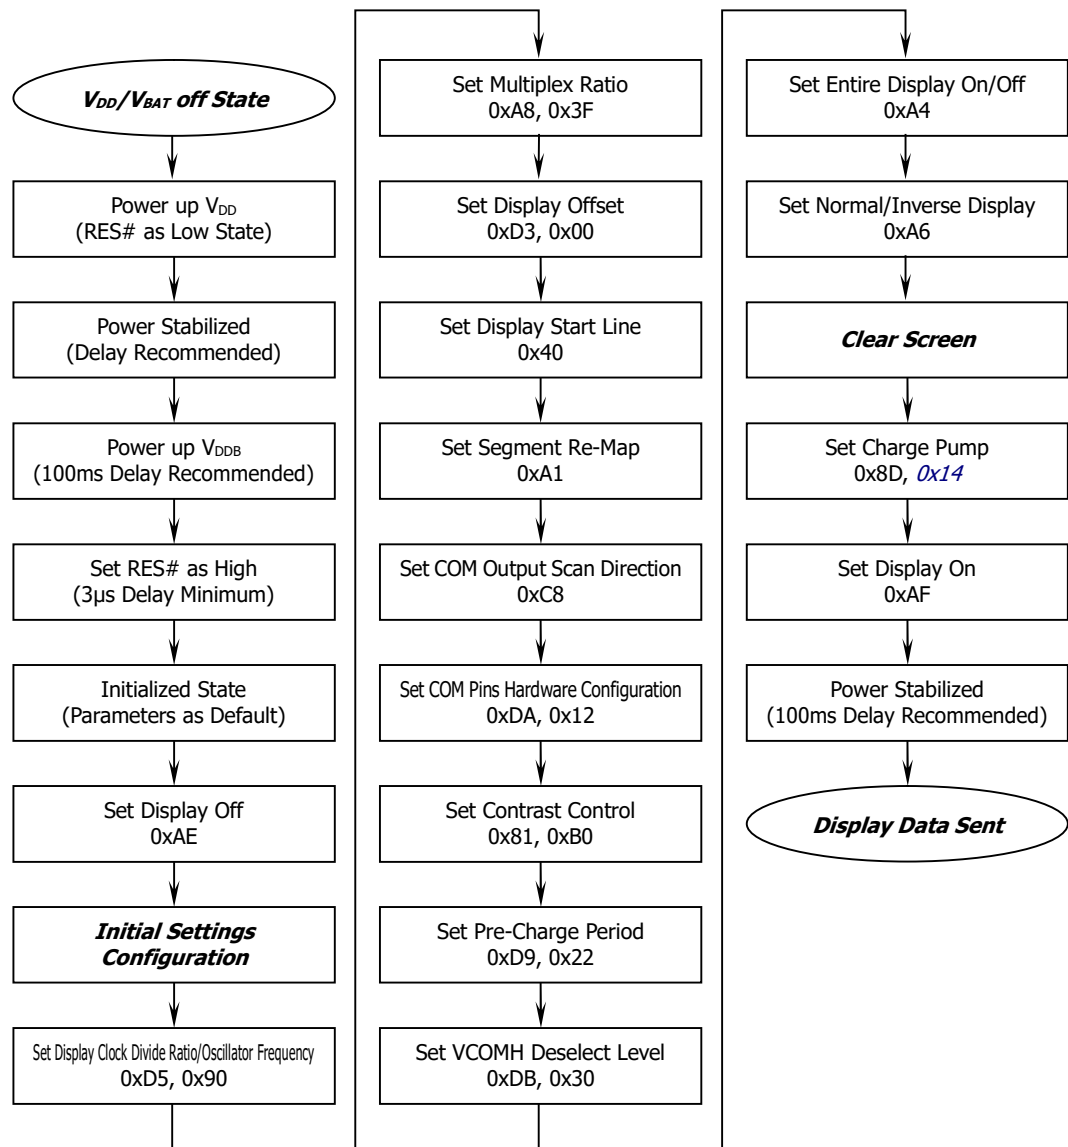 V_DD/V_BAT off State
Power up V_DD
(RES# as Low State)
Power Stabilized
(Delay Recommended)
Power up V_DDB
(100ms Delay Recommended)
Set RES# as High
(3μs Delay Minimum)
Initialized State
(Parameters as Default)
Set Display Off
0xAE
Initial Settings
Configuration
Set Display Clock Divide Ratio/Oscillator Frequency
0xD5, 0x90
Set Multiplex Ratio
0xA8, 0x3F
Set Display Offset
0xD3, 0x00
Set Display Start Line
0x40
Set Segment Re-Map
0xA1
Set COM Output Scan Direction
0xC8
Set COM Pins Hardware Configuration
0xDA, 0x12
Set Contrast Control
0x81, 0xB0
Set Pre-Charge Period
0xD9, 0x22
Set VCOMH Deselect Level
0xDB, 0x30
Set Entire Display On/Off
0xA4
Set Normal/Inverse Display
0xA6
Clear Screen
Set Charge Pump
0x8D, 0x14
Set Display On
0xAF
Power Stabilized
(100ms Delay Recommended)
Display Data Sent